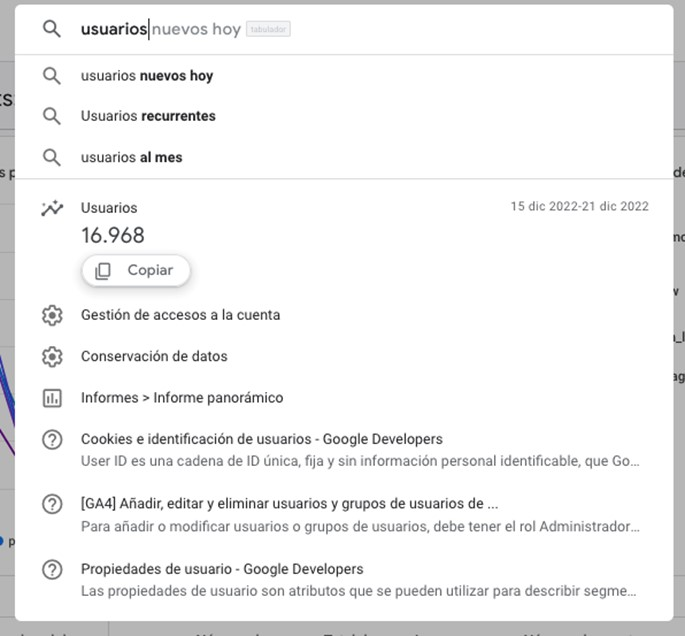 usuarios nuevos hoy tabulador
usuarios nuevos hoy
Usuarios recurrentes
usuarios al mes
Usuarios
15 dic 2022-21 dic 2022
16.968
Copiar
Gestión de accesos a la cuenta
Conservación de datos
Informes > Informe panorámico
Cookies e identificación de usuarios - Google Developers
User ID es una cadena de ID única, fija y sin información personal identificable, que Go...
[GA4] Añadir, editar y eliminar usuarios y grupos de usuarios de ...
Para añadir o modificar usuarios o grupos de usuarios, debe tener el rol Administrador...
Propiedades de usuario - Google Developers
Las propiedades de usuario son atributos que se pueden utilizar para describir segme...